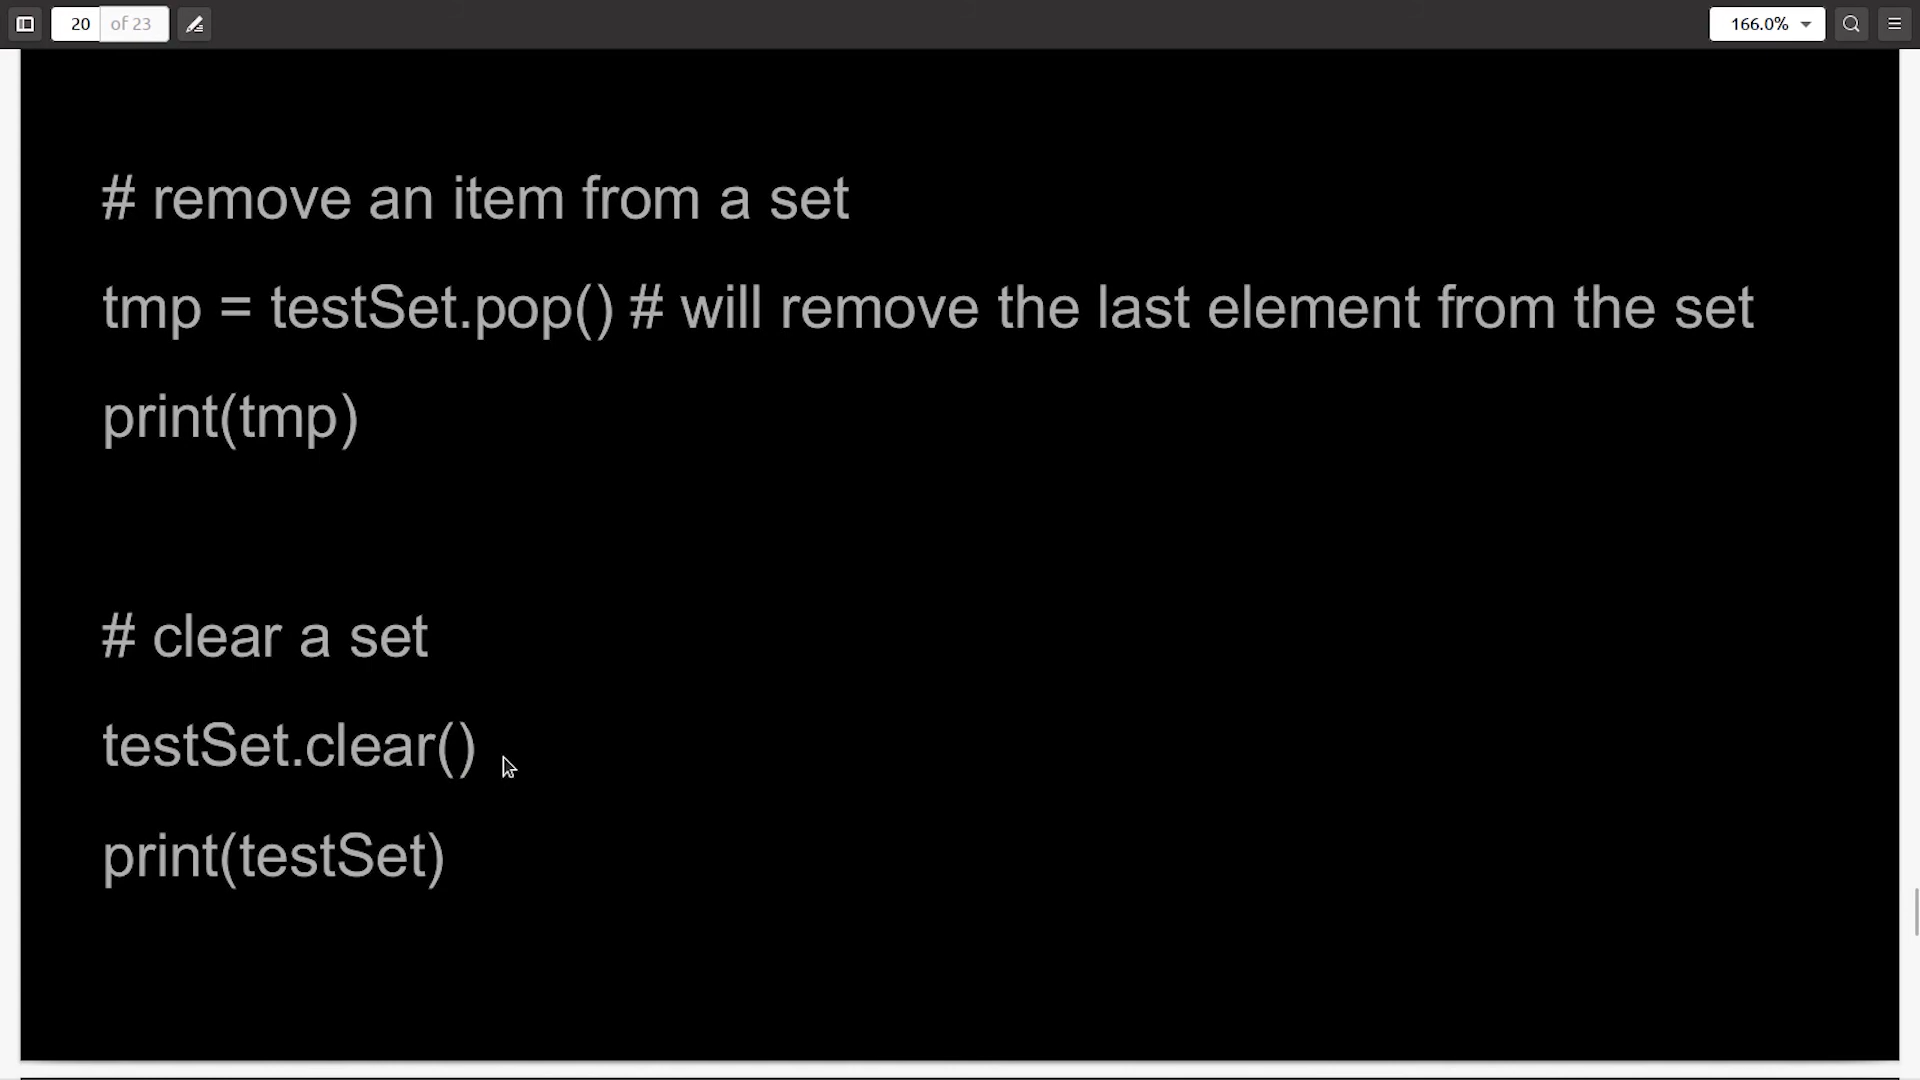 20 of 23
166.0%
# remove an item from a set
tmp = testSet.pop() # will remove the last element from the set
print(tmp)
# clear a set
testSet.clear()
print(testSet)